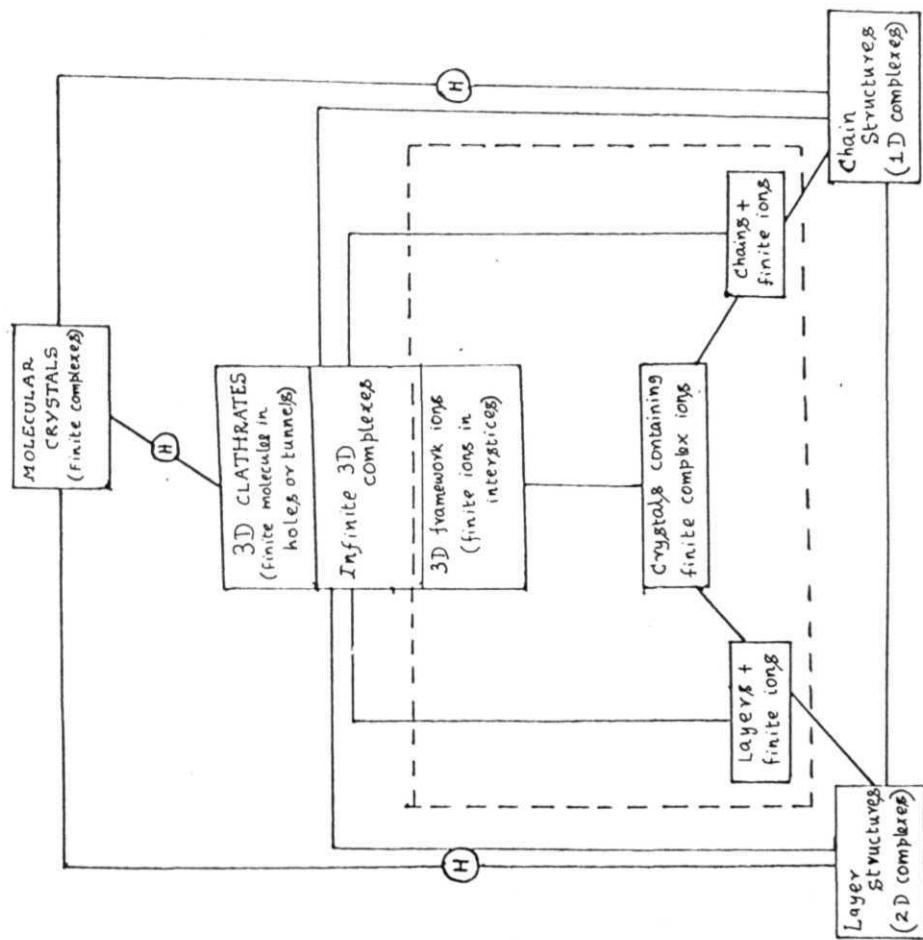 MOLECULAR
CRYSTALS
(finite complexes)
H
H
H
3D CLATHRATES
(finite molecules in
holes or tunnels)
Infinite 3D
complexes
3D framework ions
(finite ions in
interstices)
Layers +
finite ions
Crystals containing
finite complex ions
Chains +
finite ions
Layer
Structures
(2D complexes)
Chain
Structures
(1D complexes)